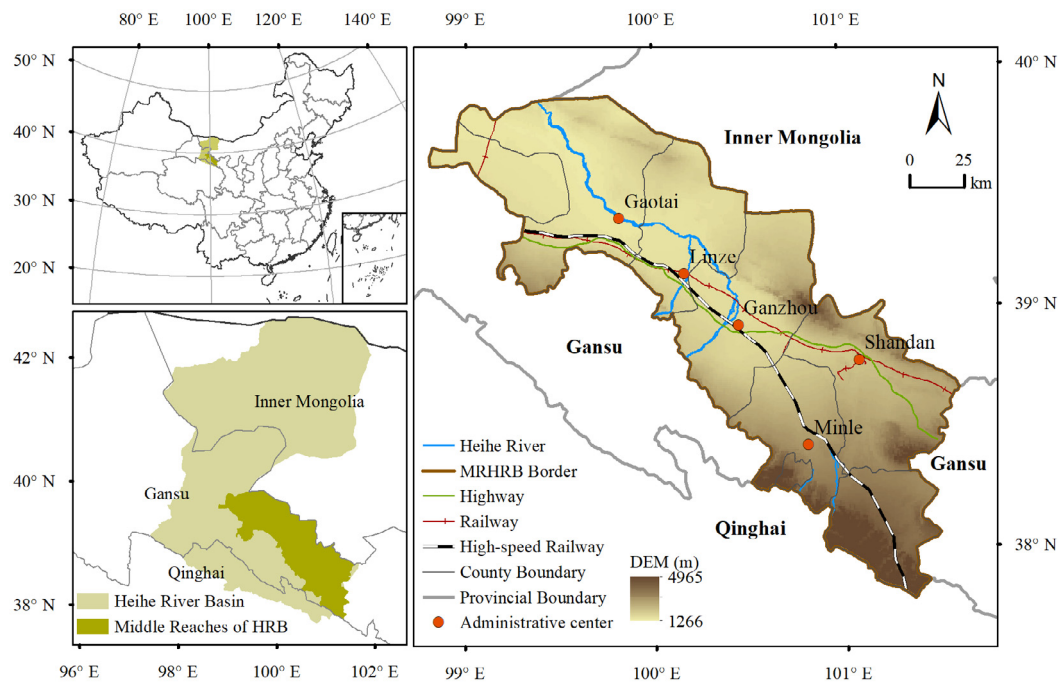 80° E 100° E 120° E 140° E
50° N
40° N
30° N
20° N
42° N
40° N
38° N
Inner Mongolia
Gansu
Qinghai
Heihe River Basin
Middle Reaches of HRB
96° E 98° E 100° E 102° E
99° E 100° E 101° E
40° N
39° N
38° N
N
0 25
km
Inner Mongolia
Gaotai
Linze
Ganzhou
Shandan
Minle
Gansu
Gansu
Qinghai
Heihe River
MRHRB Border
Highway
Railway
High-speed Railway
County Boundary
Provincial Boundary
Administrative center
DEM (m)
4965
1266
99° E 100° E 101° E